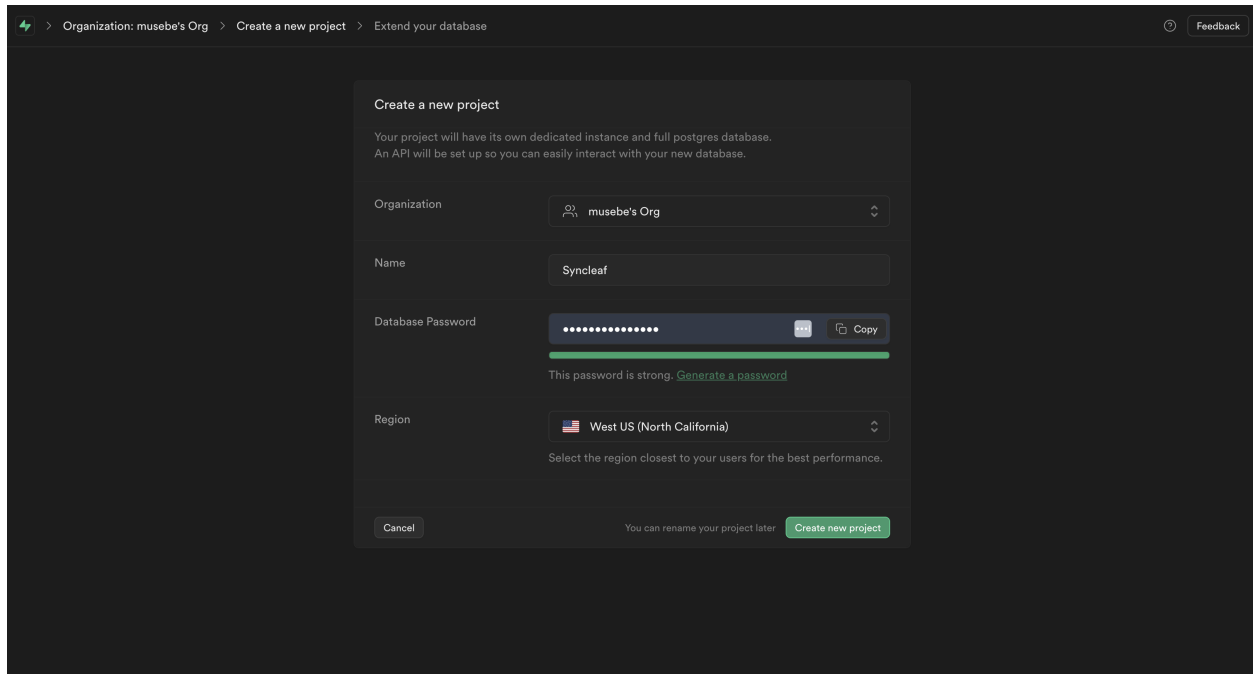 Organization: musebe's Org > Create a new project > Extend your database
Feedback
Create a new project
Your project will have its own dedicated instance and full postgres database.
An API will be set up so you can easily interact with your new database.
Organization
musebe's Org
Name
Syncleaf
Database Password
•••••••••••••••
Copy
This password is strong. Generate a password
Region
West US (North California)
Select the region closest to your users for the best performance.
Cancel
You can rename your project later
Create new project